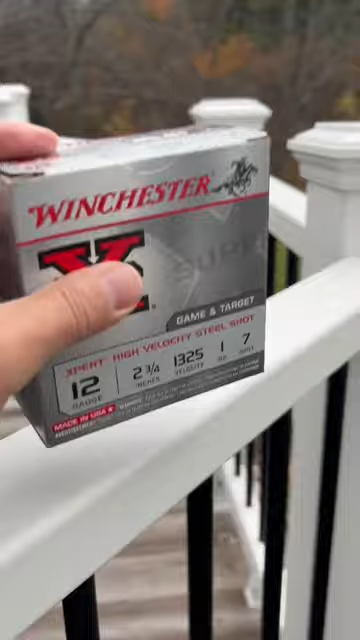 WINCHESTER
X
SUPER
GAME & TARGET
XPERT HIGH VELOCITY STEEL SHOT
12 2 3/4 1325 1 7
GAUGE INCHES VELOCITY OZ. SHOT
MADE IN USA